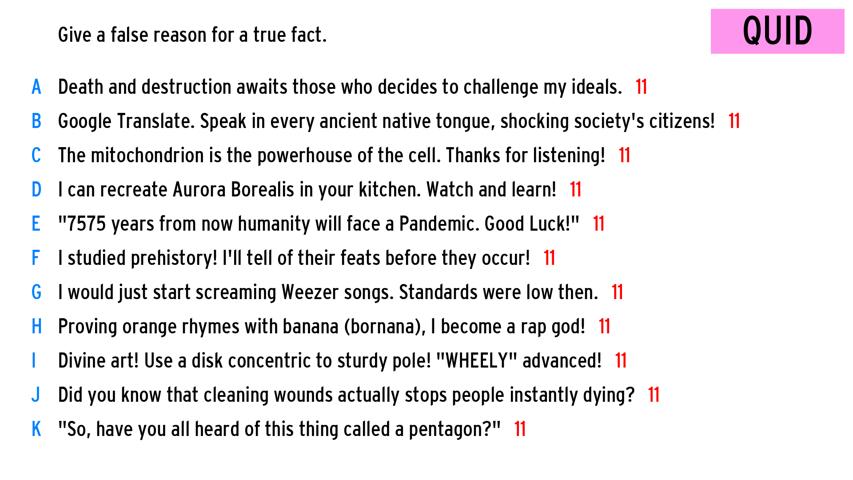 Give a false reason for a true fact.
QUID
A Death and destruction awaits those who decides to challenge my ideals. 11
B Google Translate. Speak in every ancient native tongue, shocking society's citizens! 11
C The mitochondrion is the powerhouse of the cell. Thanks for listening! 11
D I can recreate Aurora Borealis in your kitchen. Watch and learn! 11
E "7575 years from now humanity will face a Pandemic. Good Luck!" 11
F I studied prehistory! I'll tell of their feats before they occur! 11
G I would just start screaming Weezer songs. Standards were low then. 11
H Proving orange rhymes with banana (bornana), I become a rap god! 11
I Divine art! Use a disk concentric to sturdy pole! "WHEELY" advanced! 11
J Did you know that cleaning wounds actually stops people instantly dying? 11
K "So, have you all heard of this thing called a pentagon?" 11